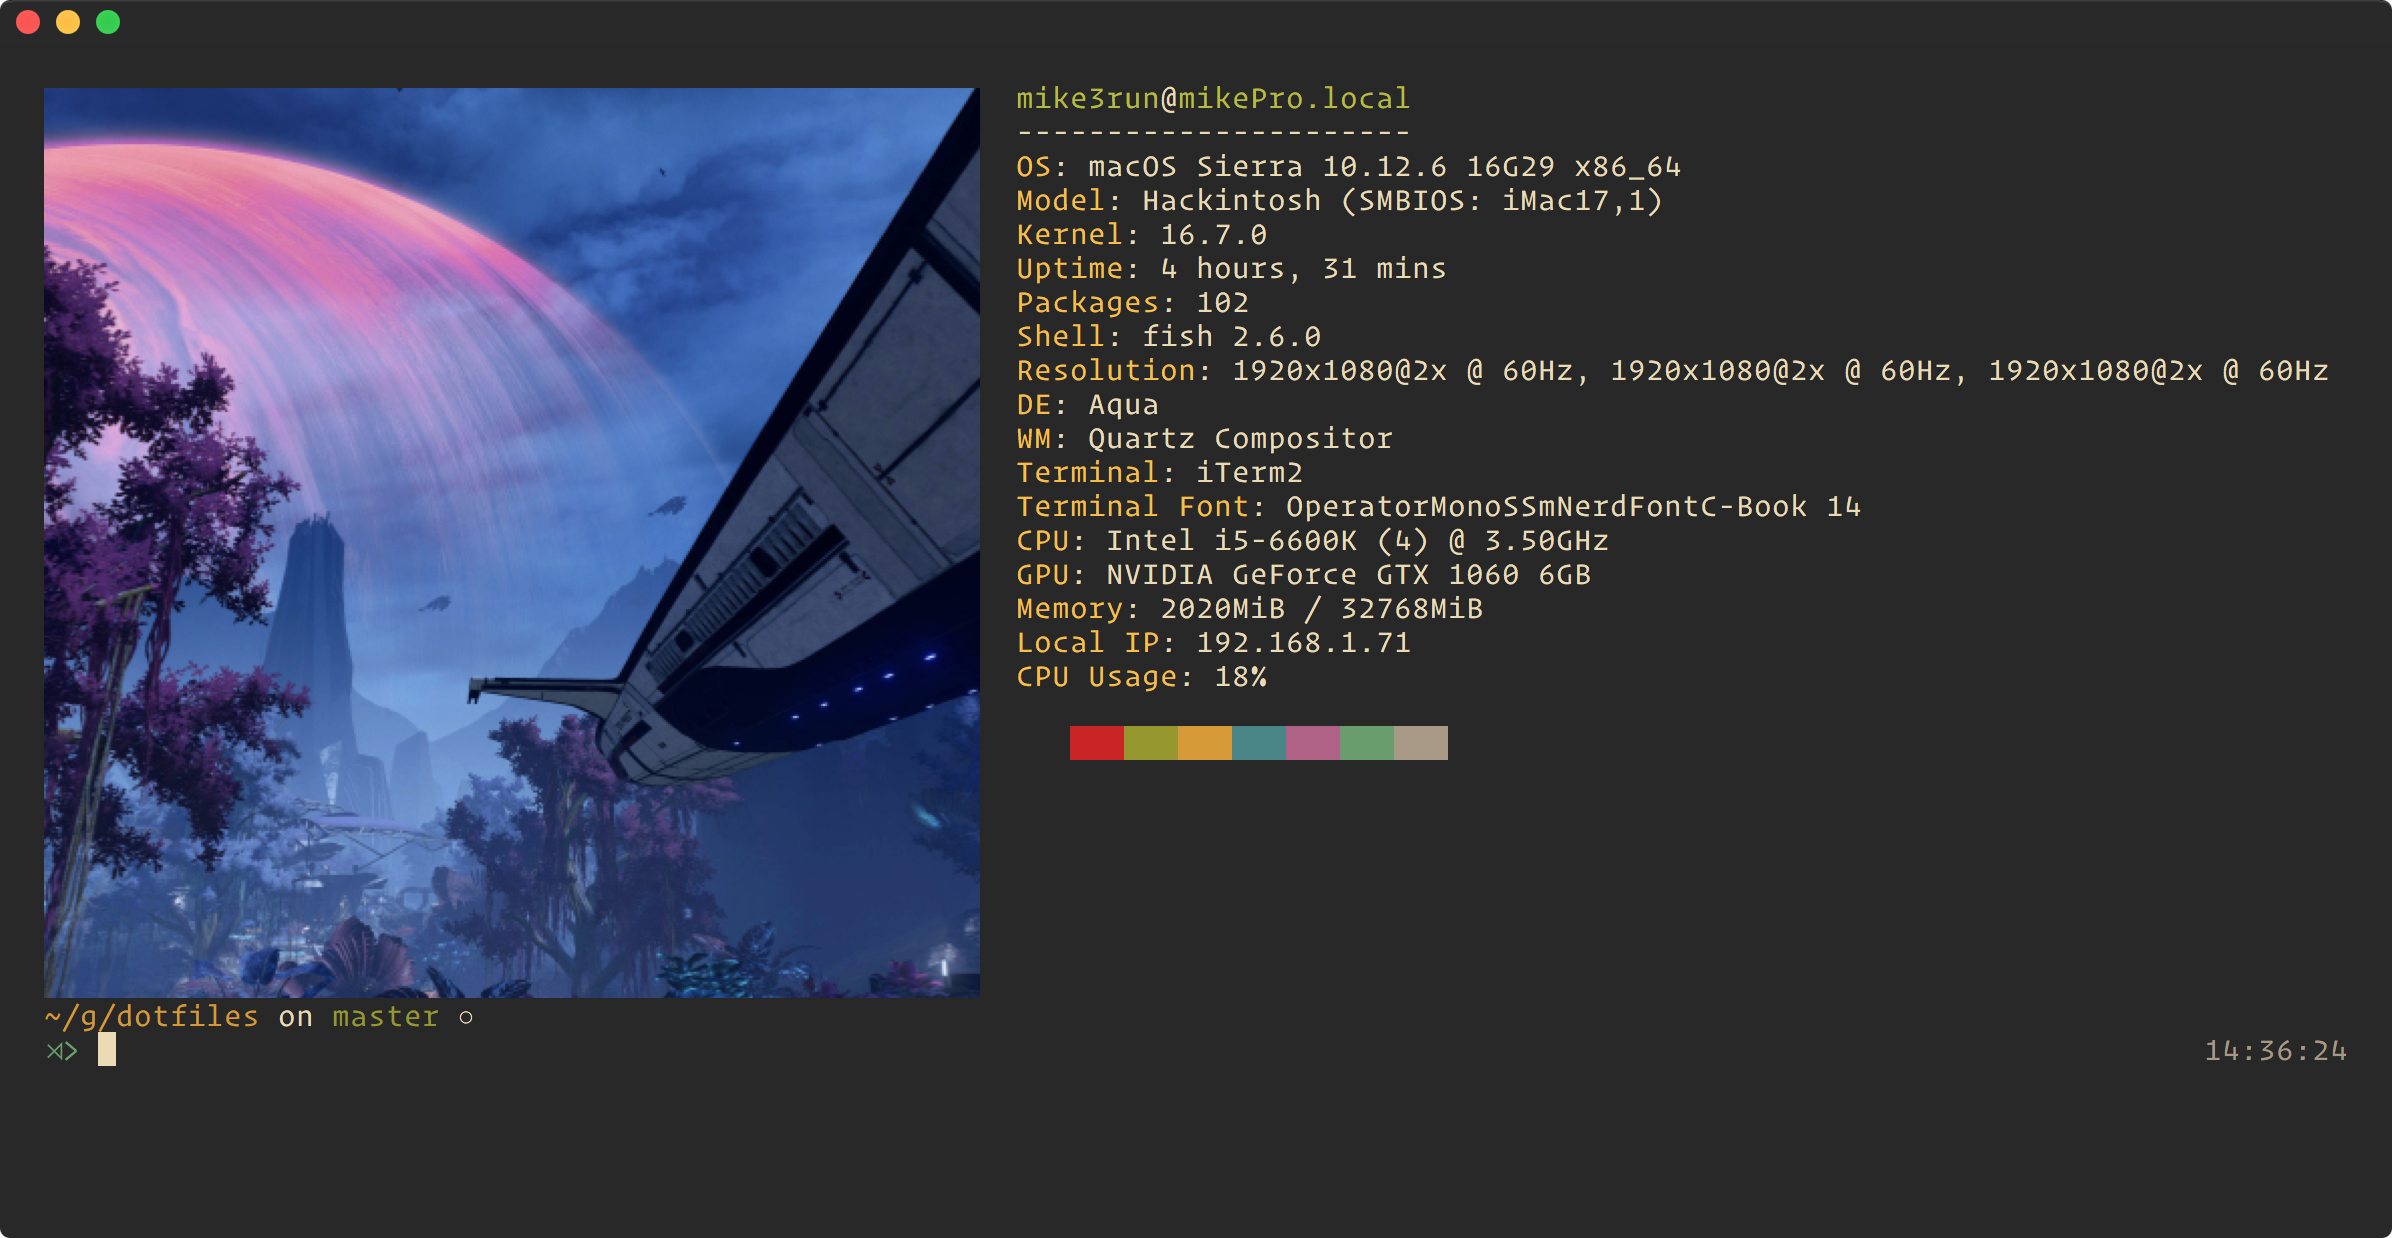 mike3run@mikePro.local
----------------------
OS: macOS Sierra 10.12.6 16G29 x86_64
Model: Hackintosh (SMBIOS: iMac17,1)
Kernel: 16.7.0
Uptime: 4 hours, 31 mins
Packages: 102
Shell: fish 2.6.0
Resolution: 1920x1080@2x @ 60Hz, 1920x1080@2x @ 60Hz, 1920x1080@2x @ 60Hz
DE: Aqua
WM: Quartz Compositor
Terminal: iTerm2
Terminal Font: OperatorMonoSSmNerdFontC-Book 14
CPU: Intel i5-6600K (4) @ 3.50GHz
GPU: NVIDIA GeForce GTX 1060 6GB
Memory: 2020MiB / 32768MiB
Local IP: 192.168.1.71
CPU Usage: 18%
~/g/dotfiles on master ○
⋊> 14:36:24